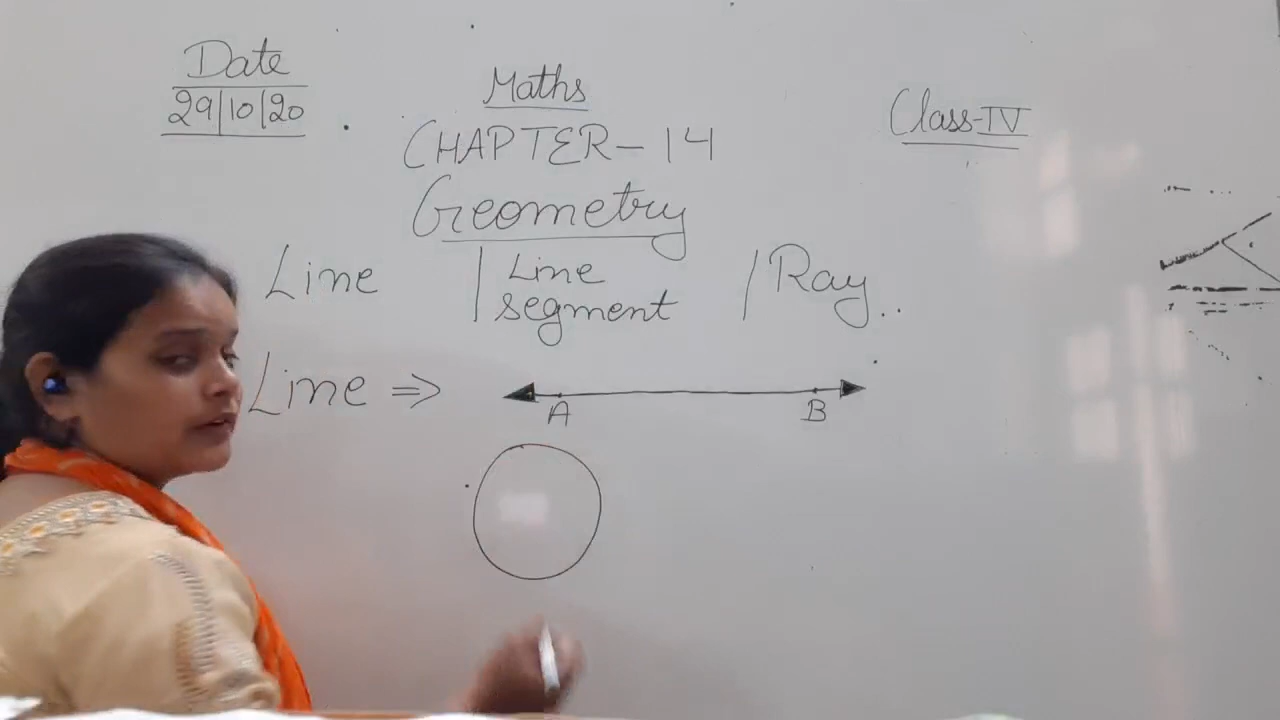 Date
29/10/20
Maths
Class-IV
CHAPTER-14
Geometry
Line | Line segment / Ray..
Line ⇒
A B